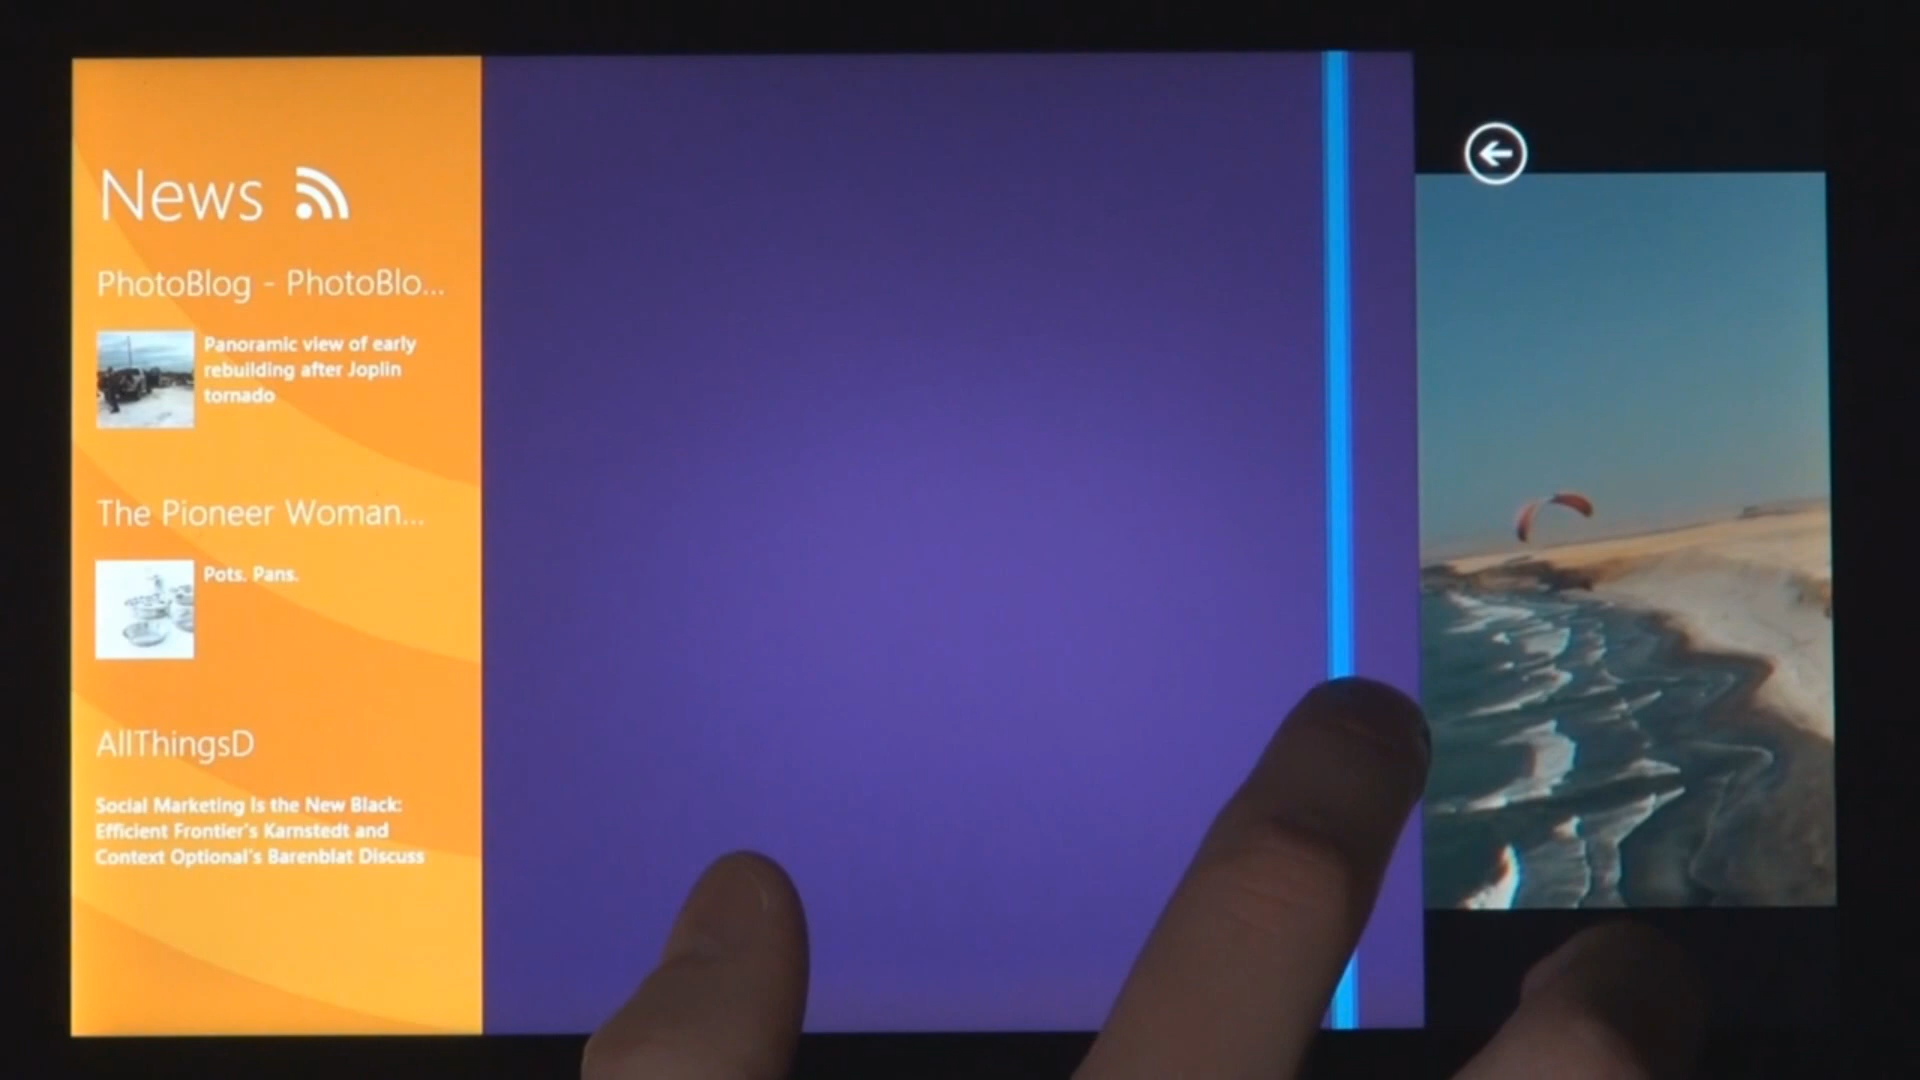 News
PhotoBlog - PhotoBlo...
Panoramic view of early
rebuilding after Joplin
tornado
The Pioneer Woman...
Pots. Pans.
AllThingsD
Social Marketing Is the New Black:
Efficient Frontier's Karnstedt and
Context Optional's Barenblat Discuss